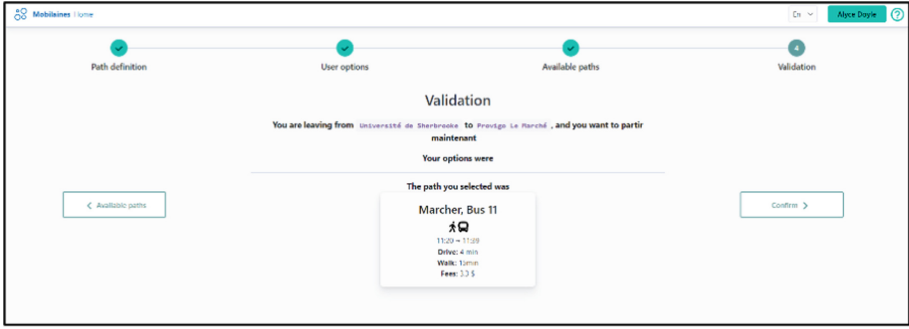 Mobilaines Home
En
Alyce Doyle
?
4
Path definition
User options
Available paths
Validation
Validation
You are leaving from Université de Sherbrooke to Provigo Le Marché , and you want to partir
maintenant
Your options were
The path you selected was
Available paths
Confirm
Marcher, Bus 11
Drive: 4 min
Walk: 15min
Fees: 3.3 $